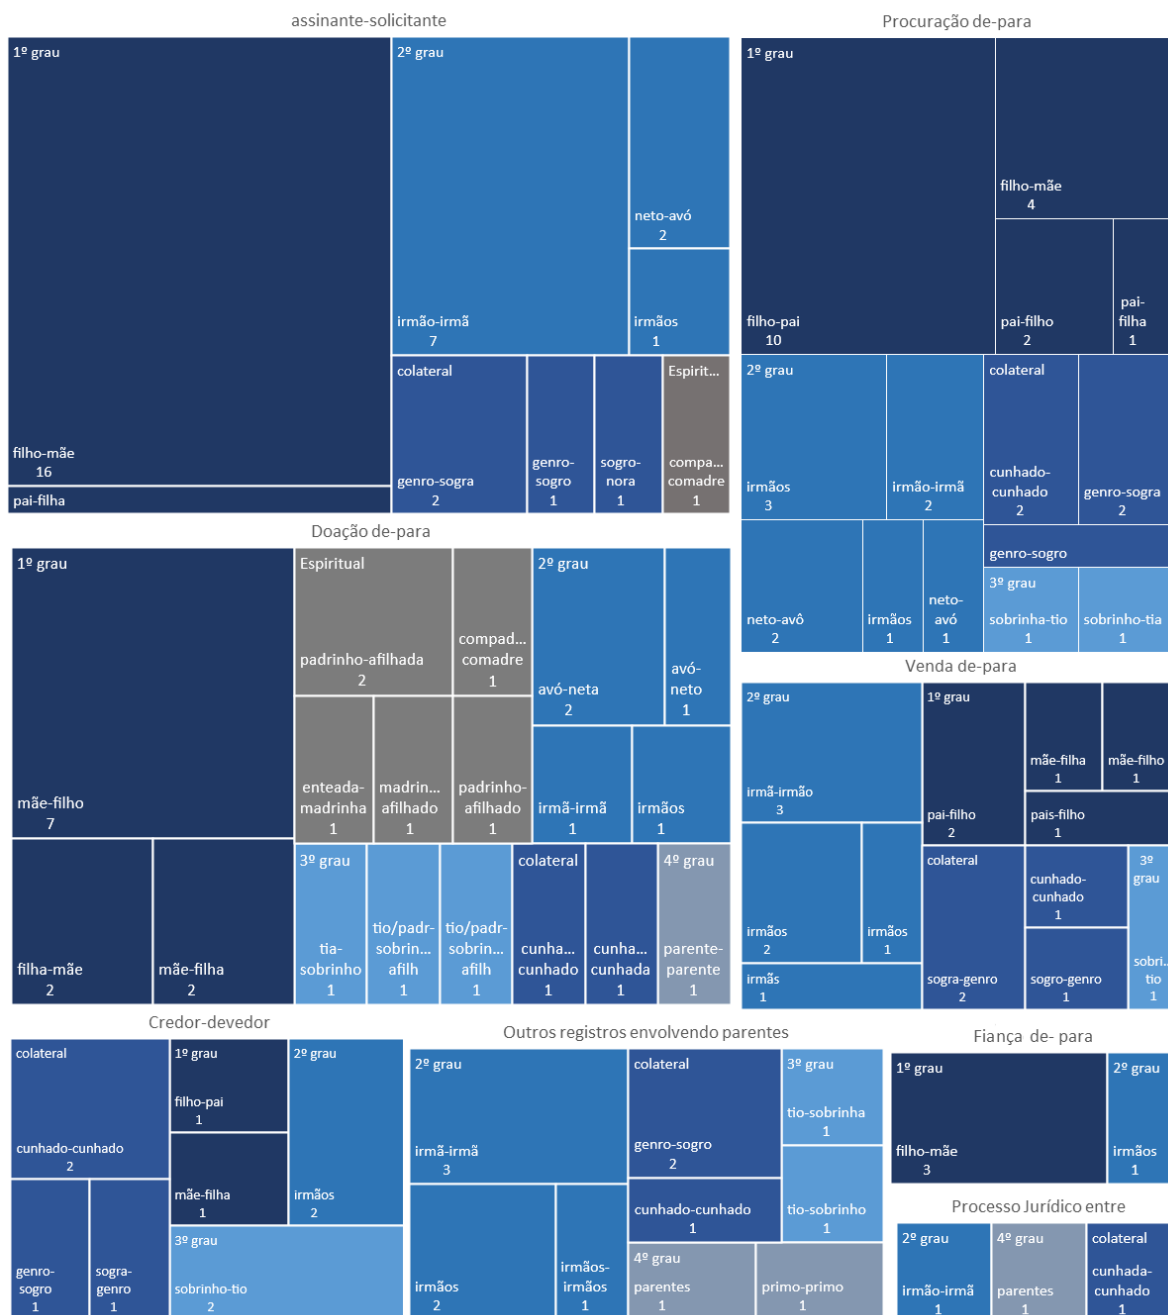 assinante-solicitante
1º grau
filho-mãe
16
pai-filha
2º grau
irmão-irmã
7
neto-avó
2
irmãos
1
colateral
genro-sogra
2
genro-
sogro
1
sogro-
nora
1
Espirit...
compa...
comadre
1
Procuração de-para
1º grau
filho-pai
10
filho-mãe
4
pai-filho
2
pai-
filha
1
2º grau
irmãos
3
irmão-irmã
2
neto-avô
2
irmãos
1
neto-
avó
1
colateral
cunhado-
cunhado
2
genro-sogra
2
genro-sogro
3º grau
sobrinha-tio
1
sobrinho-tia
1
Doação de-para
1º grau
mãe-filho
7
filha-mãe
2
mãe-filha
2
Espiritual
padrinho-afilhada
2
compad...
comadre
1
enteada-
madrinha
1
madrin...
afilhado
1
padrinho-
afilhado
1
2º grau
avó-neta
2
avó-
neto
1
irmã-irmã
1
irmãos
1
3º grau
tia-
sobrinho
1
tio/padr-
sobrin...
afilh
1
tio/padr-
sobrin...
afilh
1
colateral
cunha...
cunhado
1
cunha...
cunhada
1
4º grau
parente-
parente
1
Venda de-para
2º grau
irmã-irmão
3
irmãos
2
irmãos
1
irmãs
1
1º grau
pai-filho
2
mãe-filha
1
mãe-filho
1
pais-filho
1
colateral
sogra-genro
2
cunhado-
cunhado
1
sogro-genro
1
3º
grau
sobri...
tio
1
Credor-devedor
colateral
cunhado-cunhado
2
genro-
sogro
1
sogra-
genro
1
1º grau
filho-pai
1
mãe-filha
1
2º grau
irmãos
2
3º grau
sobrinho-tio
2
Outros registros envolvendo parentes
2º grau
irmã-irmã
3
irmãos
2
irmãos-
irmãos
1
colateral
genro-sogro
2
cunhado-cunhado
1
3º grau
tio-sobrinha
1
tio-sobrinho
1
4º grau
parentes
1
primo-primo
1
Fiança de- para
1º grau
filho-mãe
3
2º grau
irmãos
1
Processo Jurídico entre
2º grau
irmão-irmã
1
4º grau
parentes
1
colateral
cunhada-
cunhado
1